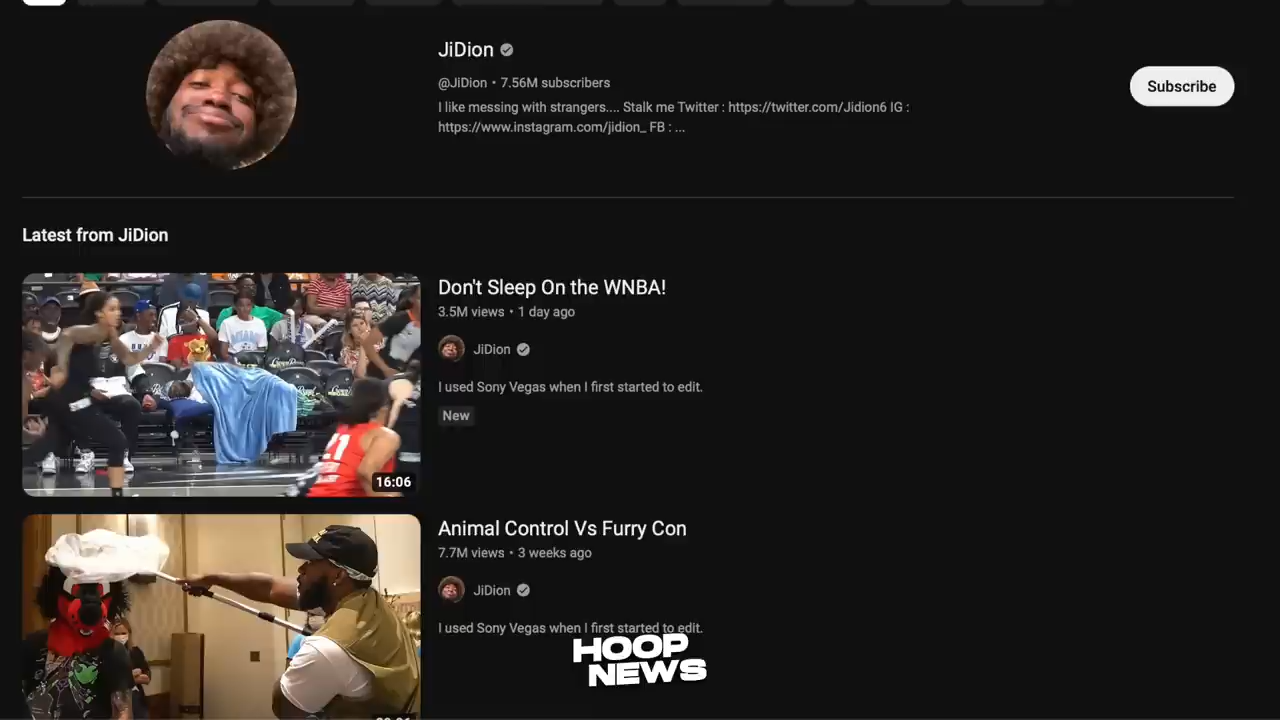 JiDion
@JiDion • 7.56M subscribers
I like messing with strangers.... Stalk me Twitter : https://twitter.com/Jidion6 IG :
https://www.instagram.com/jidion_ FB : ...
Subscribe
Latest from JiDion
Don't Sleep On the WNBA!
3.5M views • 1 day ago
JiDion
I used Sony Vegas when I first started to edit.
New
21
16:06
Animal Control Vs Furry Con
7.7M views • 3 weeks ago
JiDion
I used Sony Vegas when I first started to edit.
HOOP
NEWS